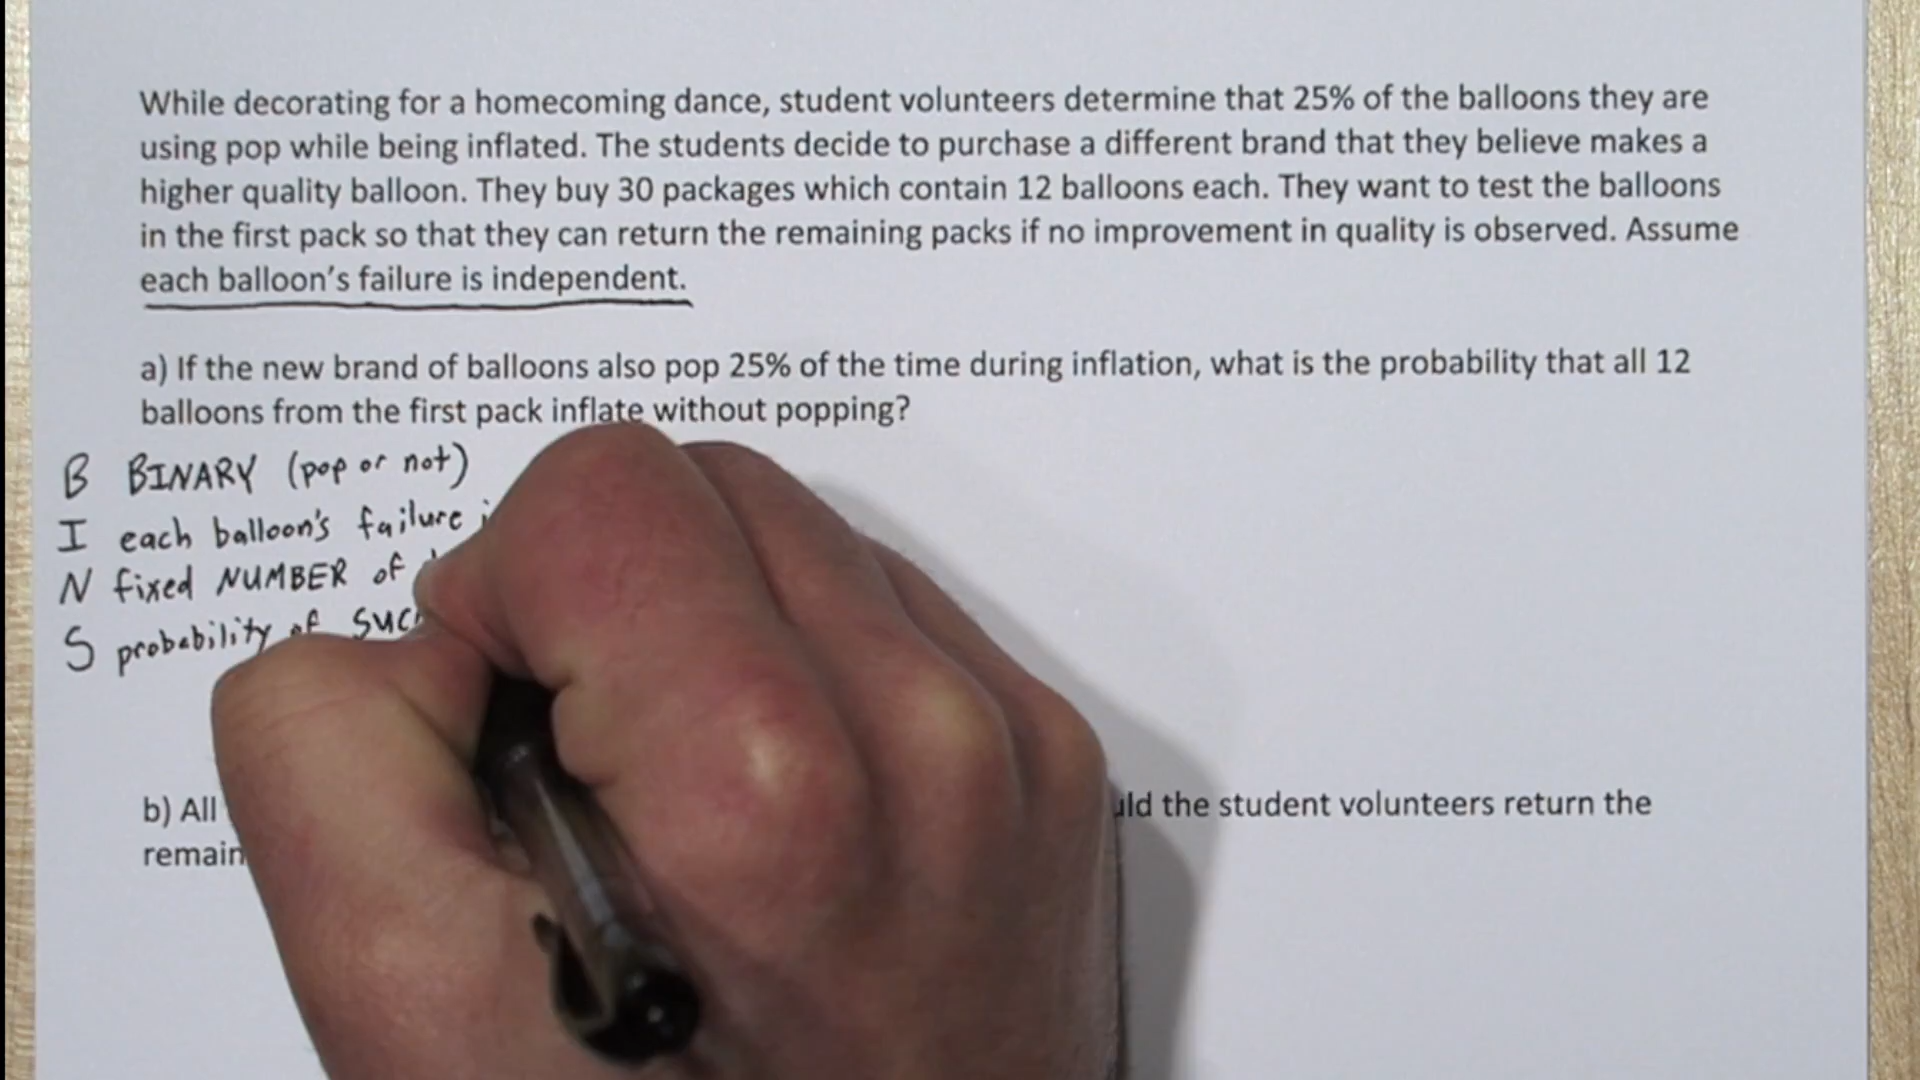 While decorating for a homecoming dance, student volunteers determine that 25% of the balloons they are
using pop while being inflated. The students decide to purchase a different brand that they believe makes a
higher quality balloon. They buy 30 packages which contain 12 balloons each. They want to test the balloons
in the first pack so that they can return the remaining packs if no improvement in quality is observed. Assume
each balloon's failure is independent.
a) If the new brand of balloons also pop 25% of the time during inflation, what is the probability that all 12
balloons from the first pack inflate without popping?
B BINARY (pop or not)
I each balloon's failure
N fixed NUMBER of
S probability of
b) All the student volunteers return the